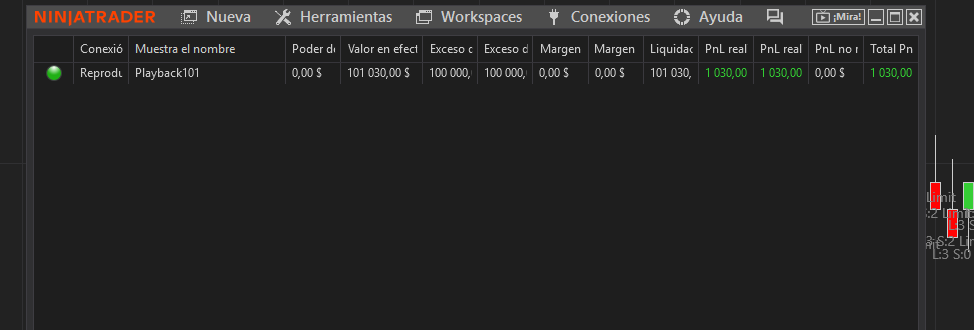 NINJATRADER Nueva Herramientas Workspaces Conexiones Ayuda ¡Mira!
Conexió Muestra el nombre Poder de Valor en efect Exceso d Exceso d Margen Margen Liquidac PnL real PnL real PnL no r Total Pn
Reprodu Playback101 0,00 $ 101 030,00 $ 100 000, 100 000, 0,00 $ 0,00 $ 101 030, 1 030,00 1 030,00 0,00 $ 1 030,00
Limit
S:2 Limit
L:3 S
S:2 Lim
L:3 S:0